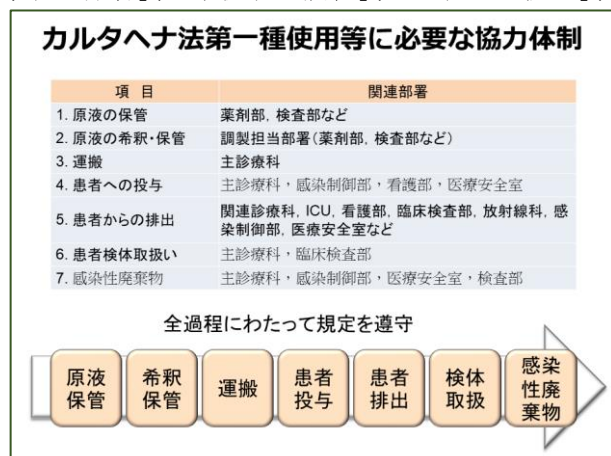 カルタヘナ法第一種使用等に必要な協力体制
項 目 関連部署
1. 原液の保管 薬剤部，検査部など
2. 原液の希釈・保管 調製担当部署（薬剤部，検査部など）
3. 運搬 主診療科
4. 患者への投与 主診療科，感染制御部，看護部，医療安全室
5. 患者からの排出 関連診療科，ICU，看護部，臨床検査部，放射線科，感
染制御部，医療安全室など
6. 患者検体取扱い 主診療科，臨床検査部
7. 感染性廃棄物 主診療科，感染制御部，医療安全室，検査部
全過程にわたって規定を遵守
原液
保管
希釈
保管
運搬
患者
投与
患者
排出
検体
取扱
感染
性廃
棄物